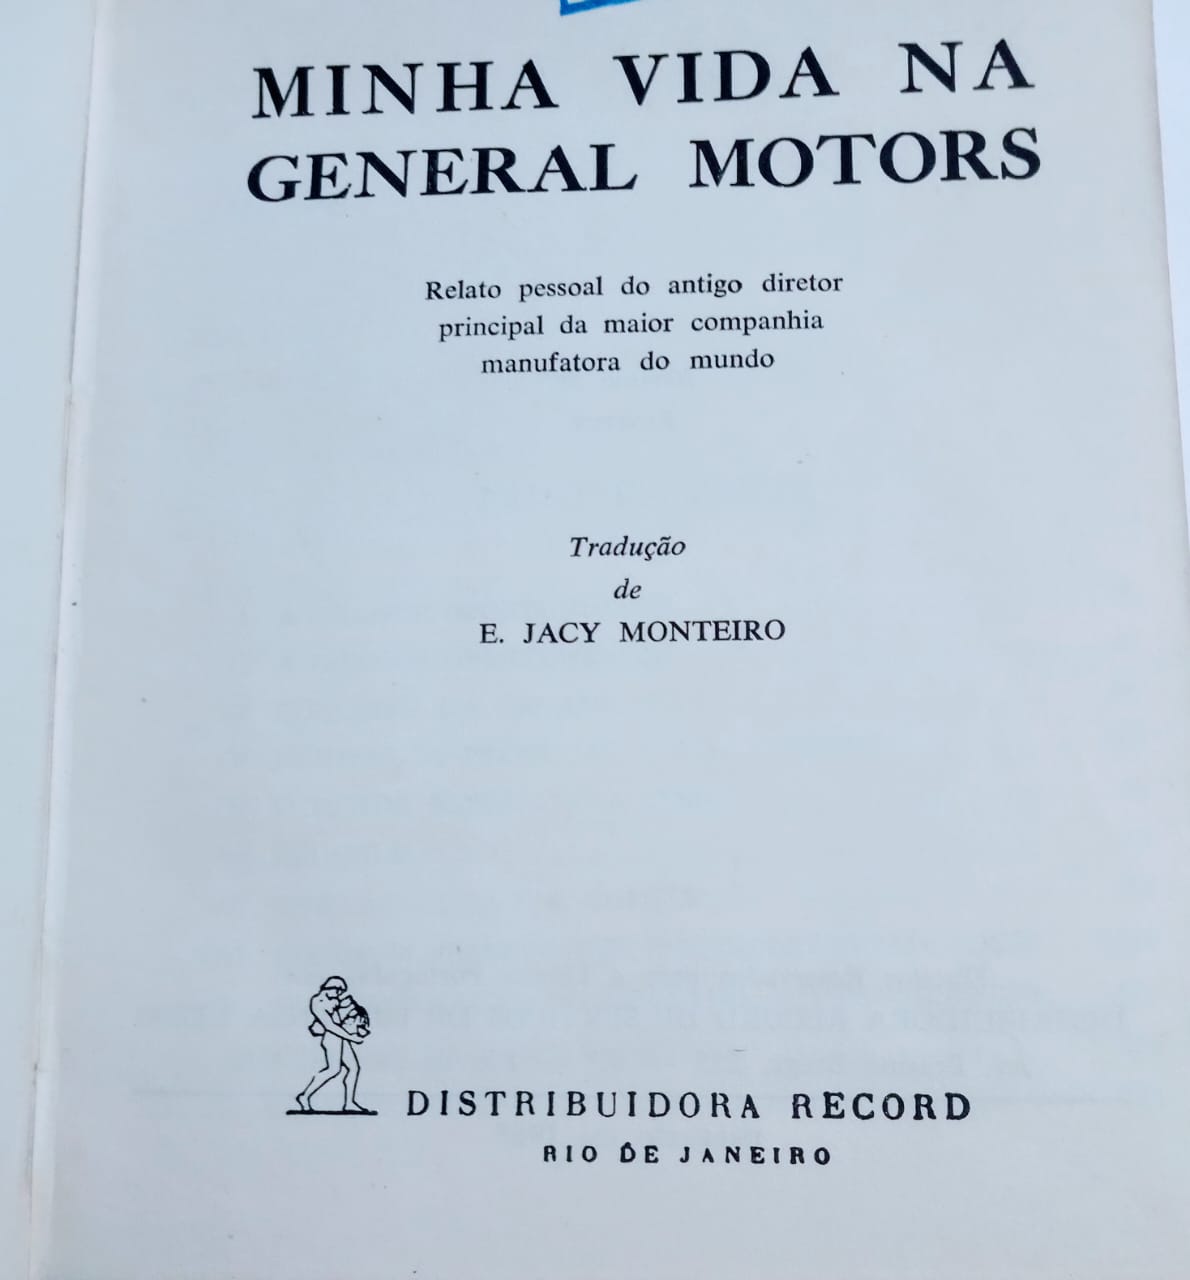 MINHA VIDA NA
GENERAL MOTORS
Relato pessoal do antigo diretor
principal da maior companhia
manufatora do mundo
Tradução
de
E. JACY MONTEIRO
DISTRIBUIDORA RECORD
RIO DE JANEIRO